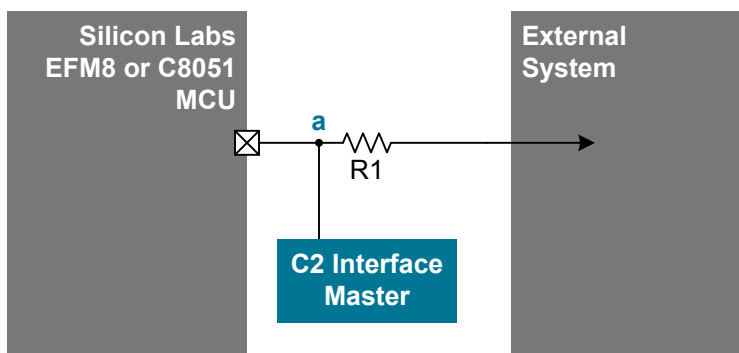 Silicon Labs
EFM8 or C8051
MCU
External
System
a
R1
C2 Interface
Master